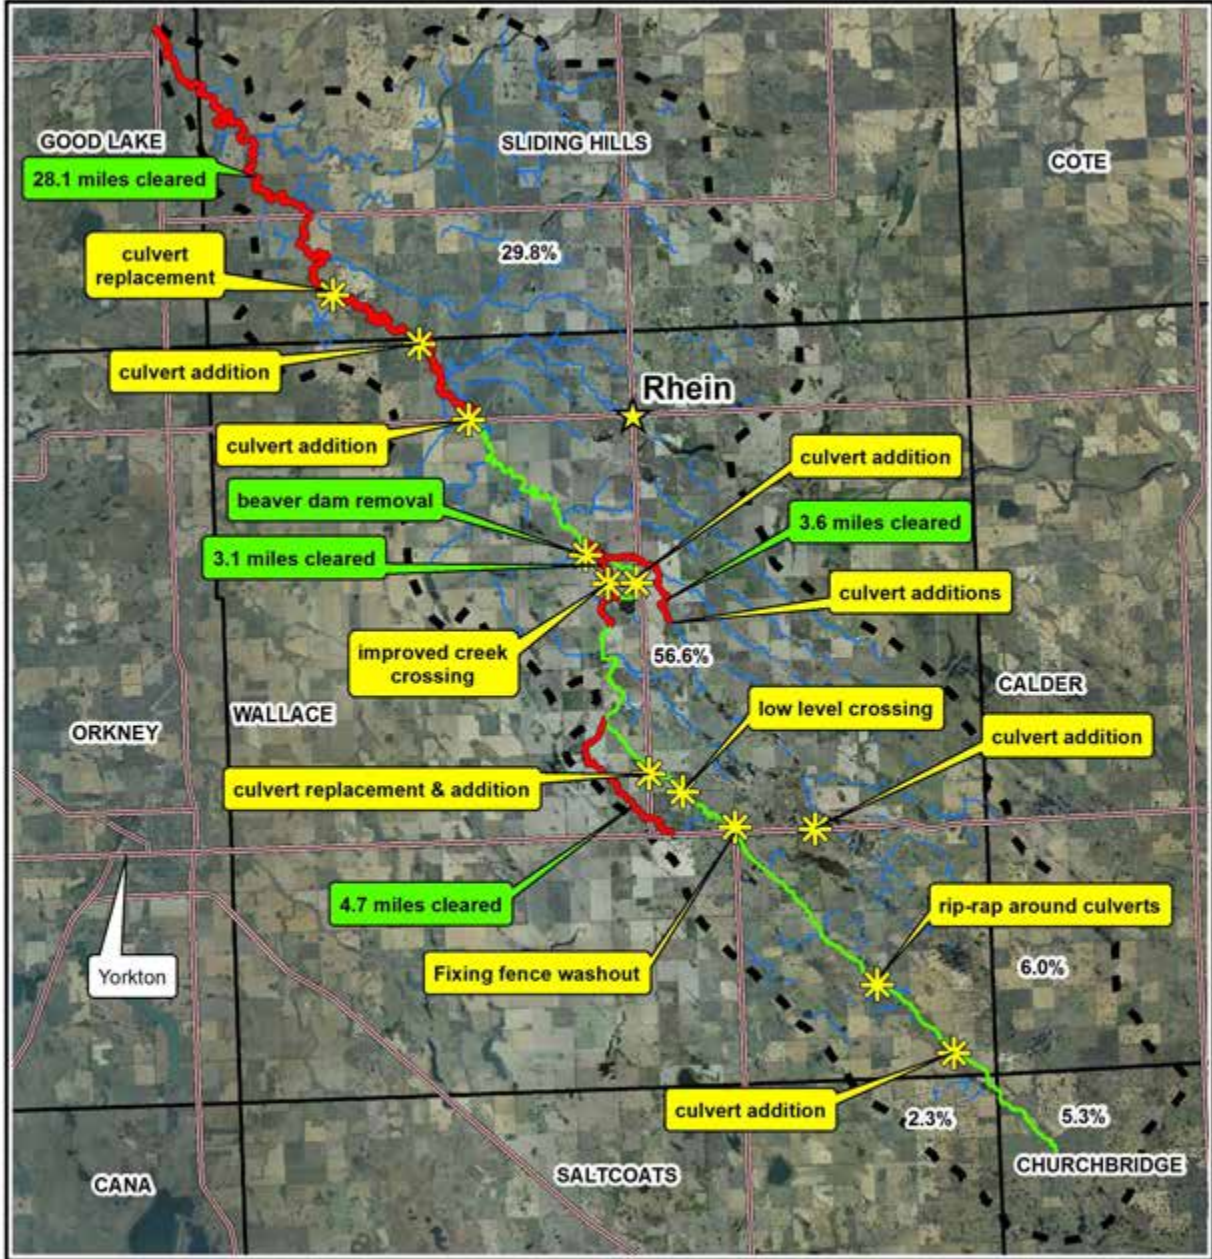 GOOD LAKE
SLIDING HILLS
COTE
28.1 miles cleared
culvert
replacement
29.8%
culvert addition
Rhein
culvert addition
culvert addition
beaver dam removal
3.6 miles cleared
3.1 miles cleared
culvert additions
improved creek
crossing
56.6%
CALDER
WALLACE
low level crossing
ORKNEY
culvert addition
culvert replacement & addition
4.7 miles cleared
rip-rap around culverts
Fixing fence washout
Yorkton
6.0%
culvert addition
2.3%
5.3%
CHURCHBRIDGE
SALTCOATS
CANA